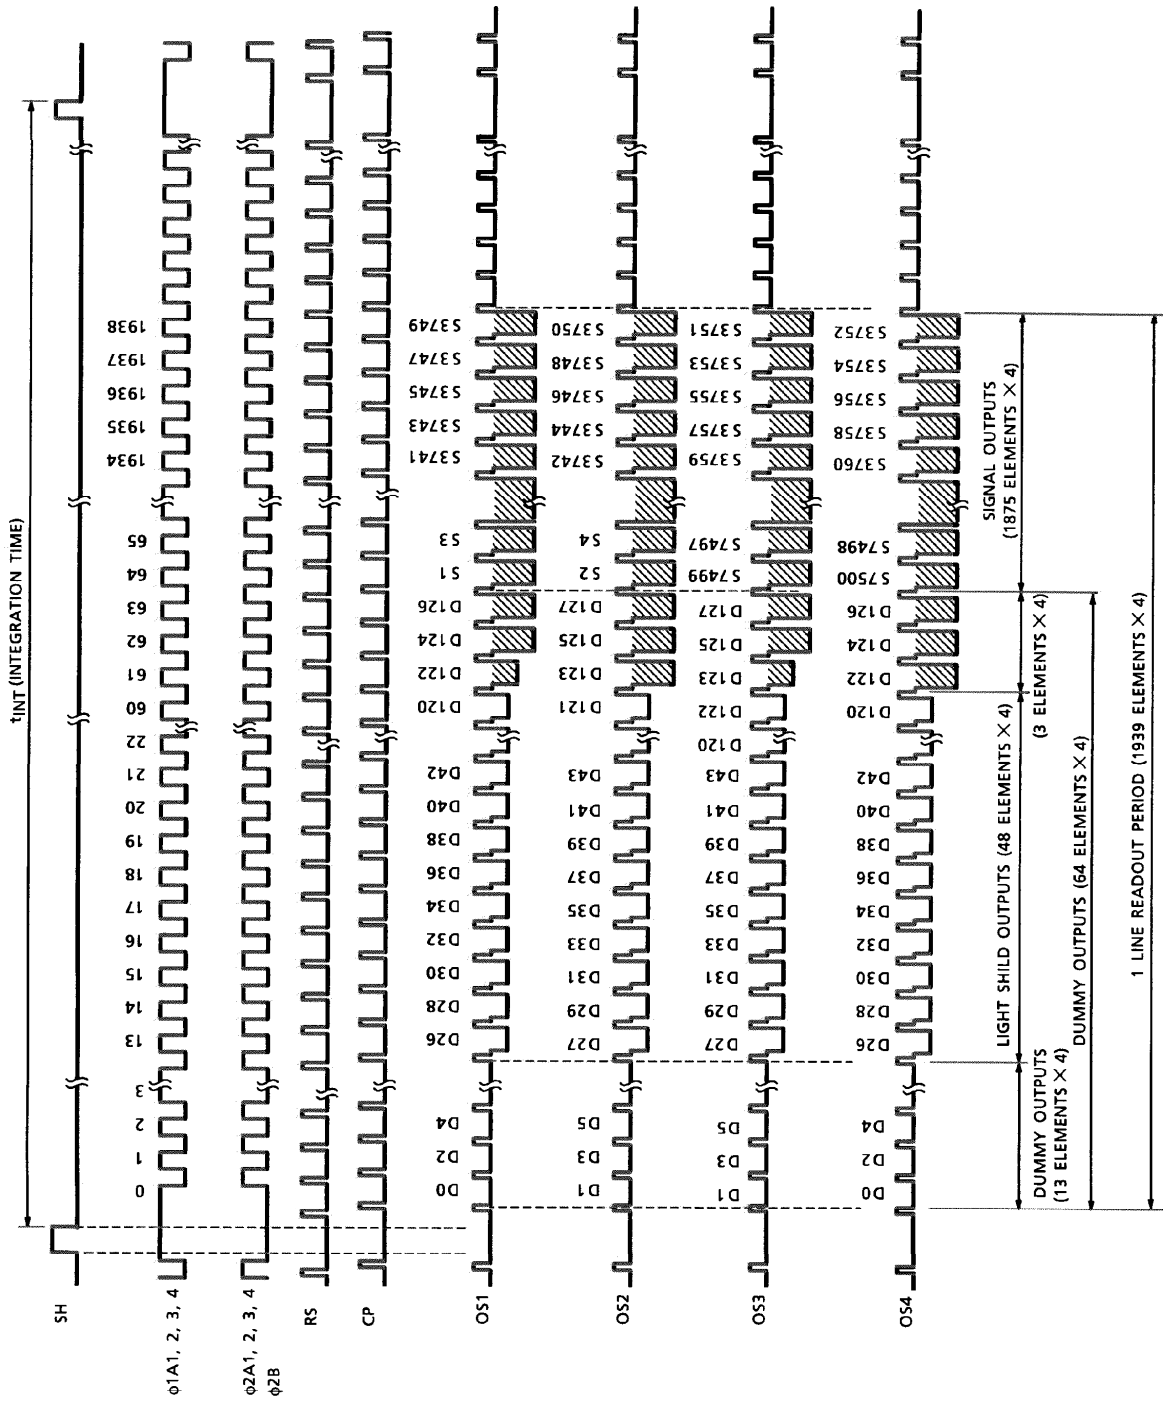 tINT (INTEGRATION TIME)
SH
0 1 2 3 13 14 15 16 17 18 19 20 21 22 60 61 62 63 64 65 1934 1935 1936 1937 1938
ϕ1A1, 2, 3, 4
ϕ2A1, 2, 3, 4
ϕ2B
RS
CP
D0 D2 D4 D26 D28 D30 D32 D34 D36 D38 D40 D42 D120 D122 D124 D126 S1 S3 S3741 S3743 S3745 S3747 S3749
OS1
D1 D3 D5 D27 D29 D31 D33 D35 D37 D39 D41 D43 D121 D123 D125 D127 S2 S4 S3742 S3744 S3746 S3748 S3750
OS2
D1 D3 D5 D27 D29 D31 D33 D35 D37 D39 D41 D43 D120 D122 D123 D125 D127 S7499 S7497 S3759 S3757 S3755 S3753 S3751
OS3
D0 D2 D4 D26 D28 D30 D32 D34 D36 D38 D40 D42 D120 D122 D124 D126 S7500 S7498 S3760 S3758 S3756 S3754 S3752
OS4
DUMMY OUTPUTS
(13 ELEMENTS × 4)
LIGHT SHILD OUTPUTS (48 ELEMENTS × 4)
(3 ELEMENTS × 4)
SIGNAL OUTPUTS
(1875 ELEMENTS × 4)
DUMMY OUTPUTS (64 ELEMENTS × 4)
1 LINE READOUT PERIOD (1939 ELEMENTS × 4)